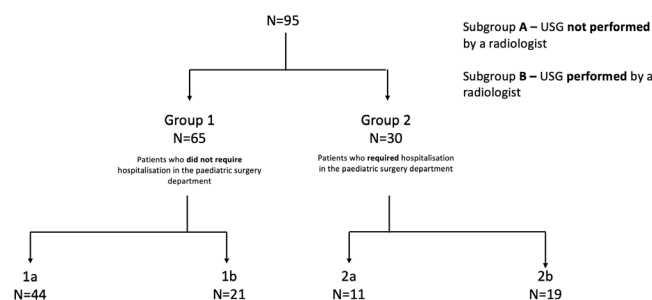 N=95
Subgroup A – USG not performed
by a radiologist
Subgroup B – USG performed by a
radiologist
Group 1
N=65
Patients who did not require
hospitalisation in the paediatric surgery
department
Group 2
N=30
Patients who required hospitalisation
in the paediatric surgery department
1a
N=44
1b
N=21
2a
N=11
2b
N=19